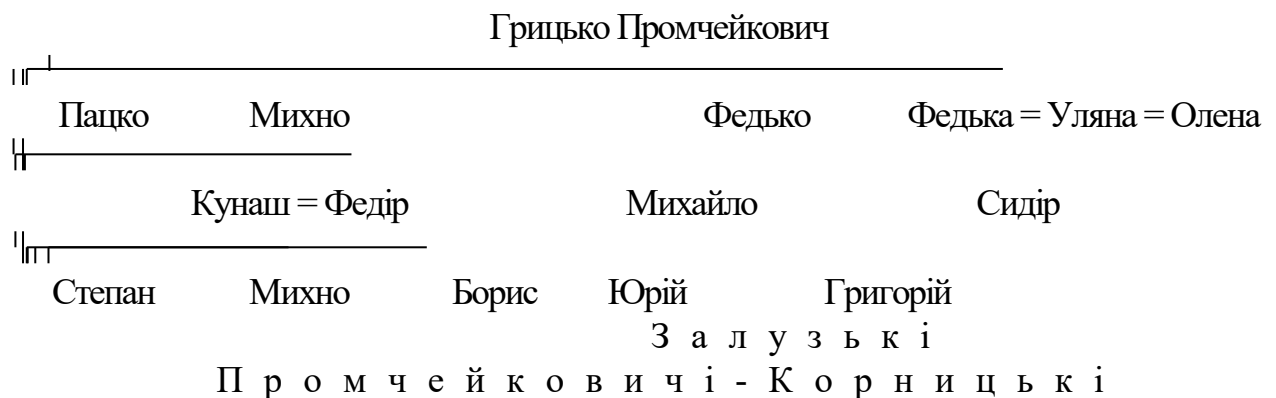 Грицько Промчейкович
Пацко Михно Федько Федька = Уляна = Олена
Кунаш = Федір Михайло Сидір
Степан Михно Борис Юрій Григорій
З а л у з ь к і
П р о м ч е й к о в и ч і - К о р н и ц ь к і